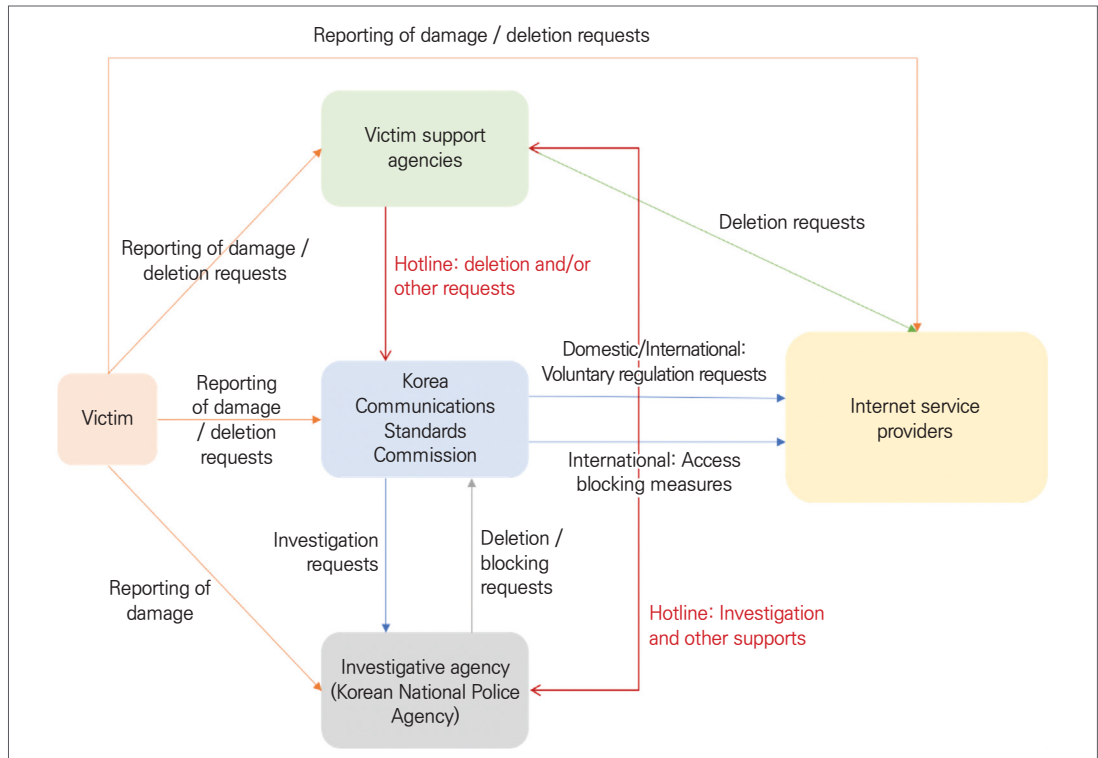 Reporting of damage / deletion requests
Victim support
agencies
Deletion requests
Reporting of damage /
deletion requests
Hotline: deletion and/or
other requests
Domestic/International:
Voluntary regulation requests
Victim
Reporting
of damage
/ deletion
requests
Korea
Communications
Standards
Commission
Internet service
providers
International: Access
blocking measures
Investigation
requests
Deletion /
blocking
requests
Reporting of
damage
Hotline: Investigation
and other supports
Investigative agency
(Korean National Police
Agency)